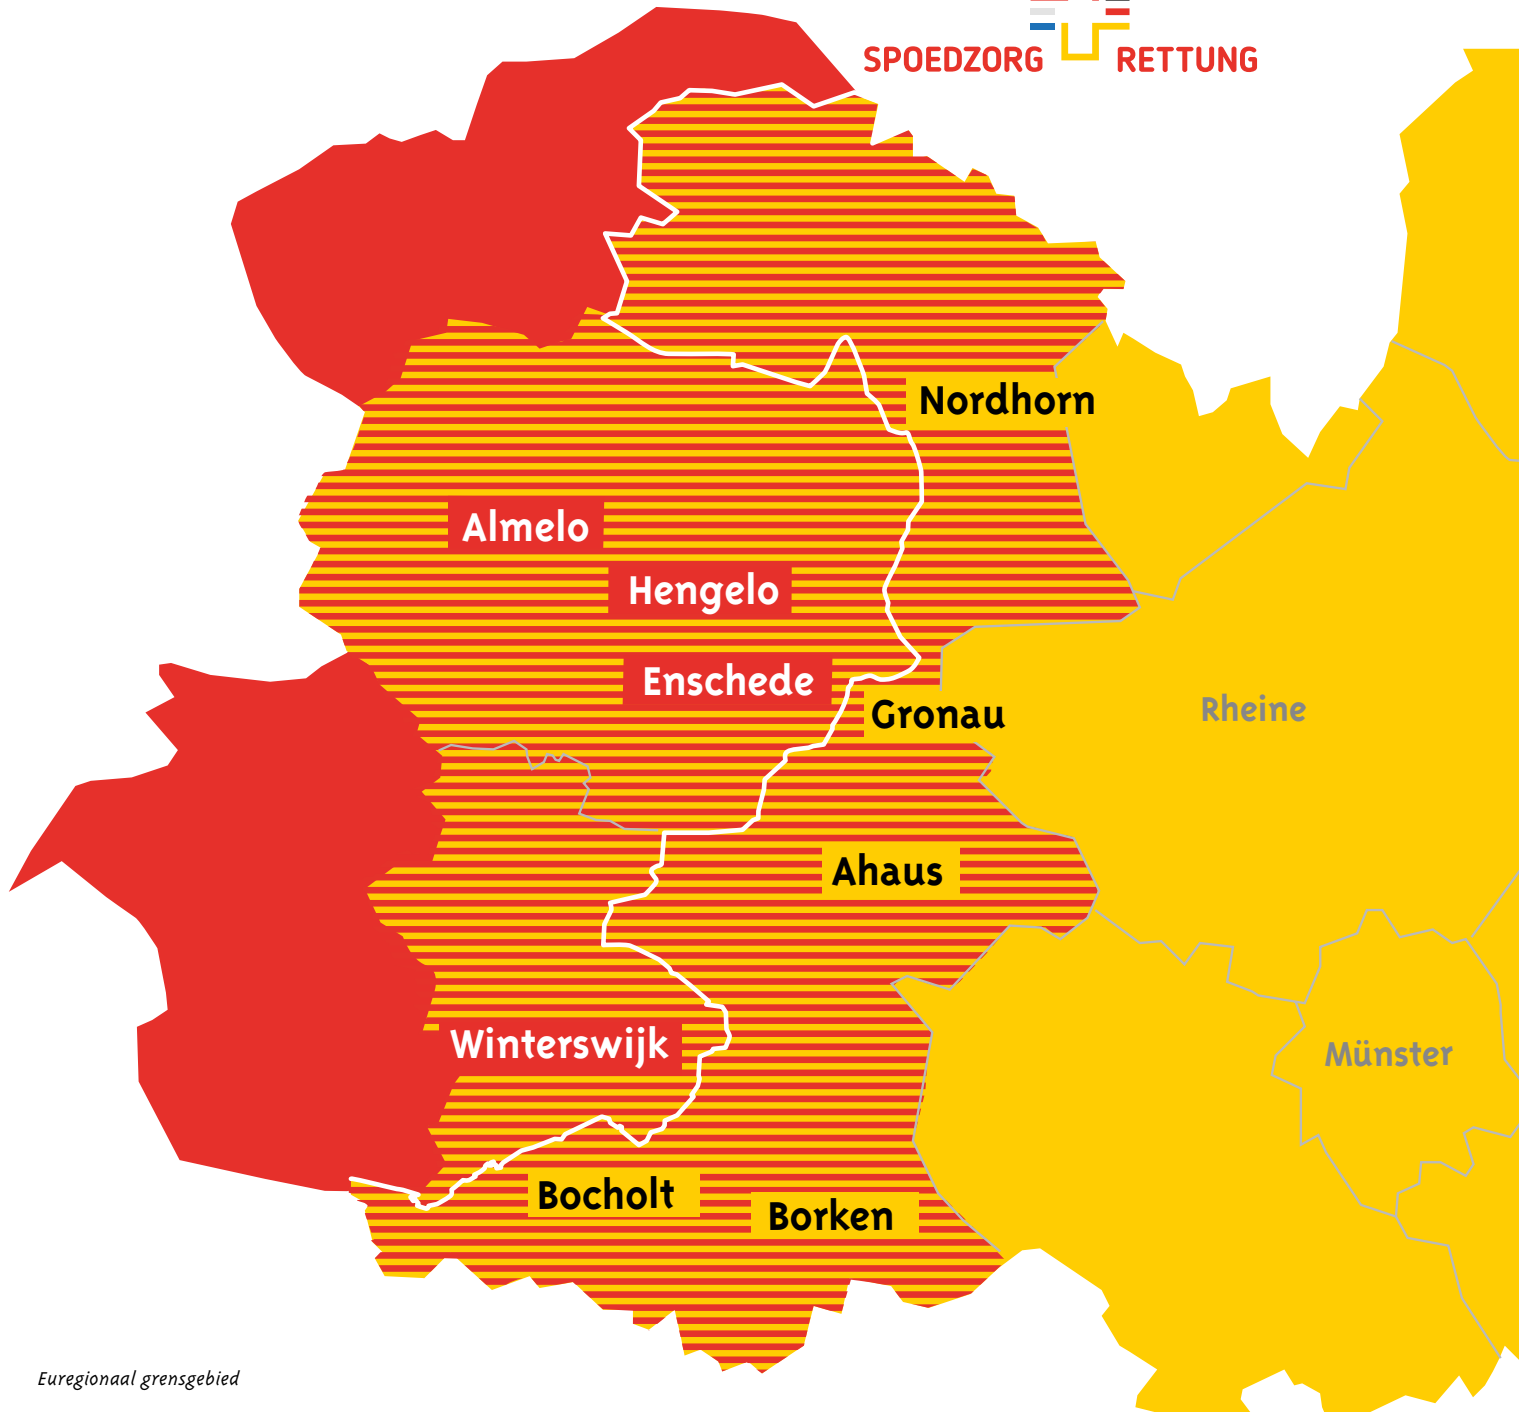 SPOEDZORG RETTUNG
Nordhorn
Almelo
Hengelo
Enschede
Gronau
Rheine
Ahaus
Winterswijk
Münster
Bocholt
Borken
Euregionaal grensgebied